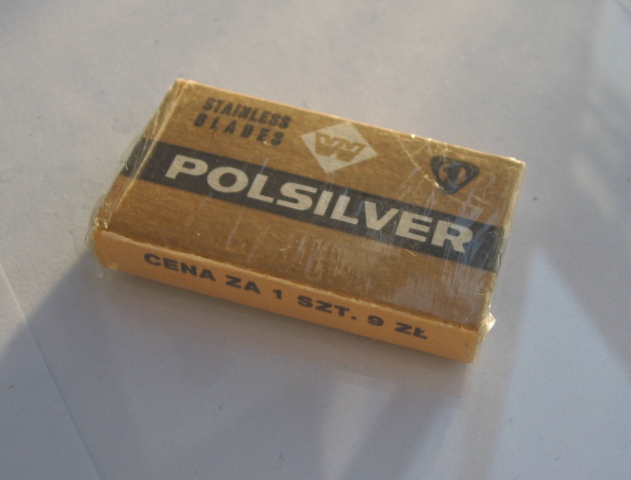 STAINLESS
BLADES
POLSILVER
CENA ZA 1 SZT. 9 ZŁ